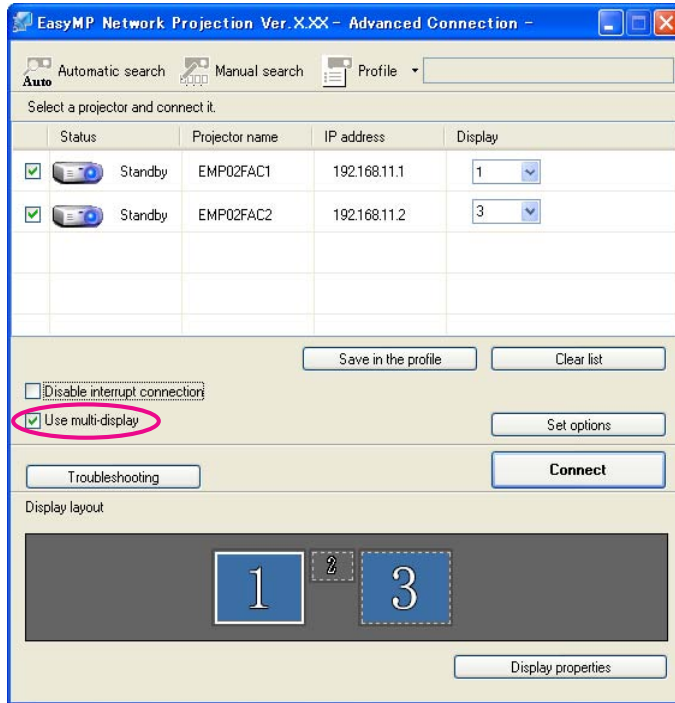 EasyMP Network Projection Ver.X.XX - Advanced Connection -
Auto Automatic search Manual search Profile
Select a projector and connect it.
Status Projector name IP address Display
Standby EMP02FAC1 192.168.11.1 1
Standby EMP02FAC2 192.168.11.2 3
Save in the profile Clear list
Disable interrupt connection
Use multi-display Set options
Troubleshooting Connect
Display layout
1 2 3
Display properties